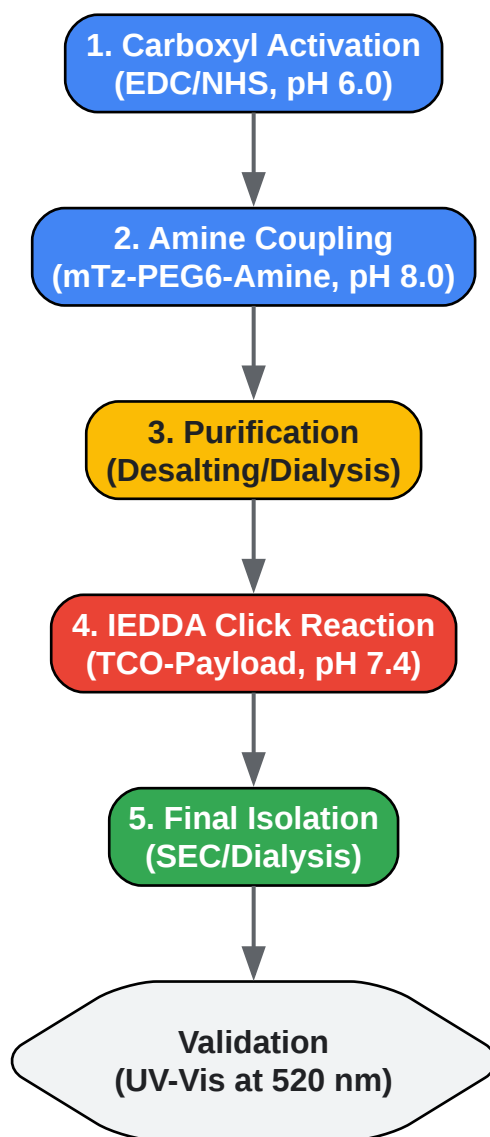 1. Carboxyl Activation
(EDC/NHS, pH 6.0)
2. Amine Coupling
(mTz-PEG6-Amine, pH 8.0)
3. Purification
(Desalting/Dialysis)
4. IEDDA Click Reaction
(TCO-Payload, pH 7.4)
5. Final Isolation
(SEC/Dialysis)
Validation
(UV-Vis at 520 nm)